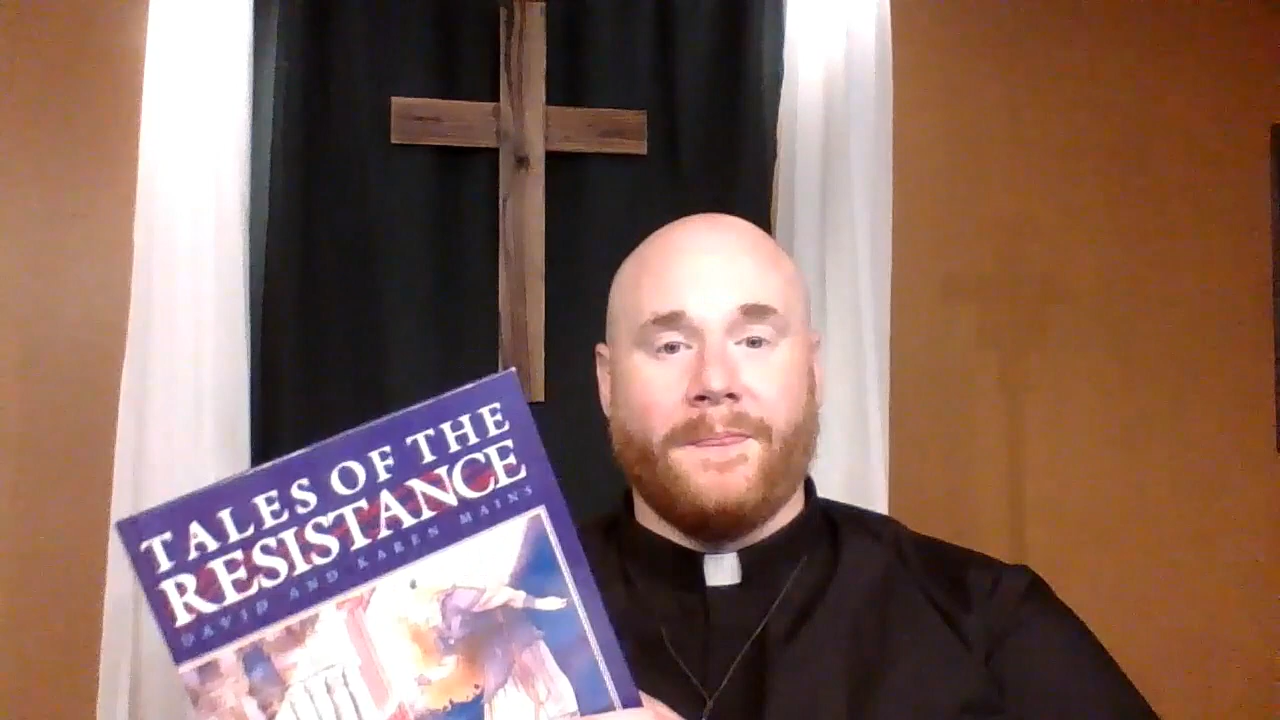 TALES OF THE
RESISTANCE
DAVID AND KAREN MAINS